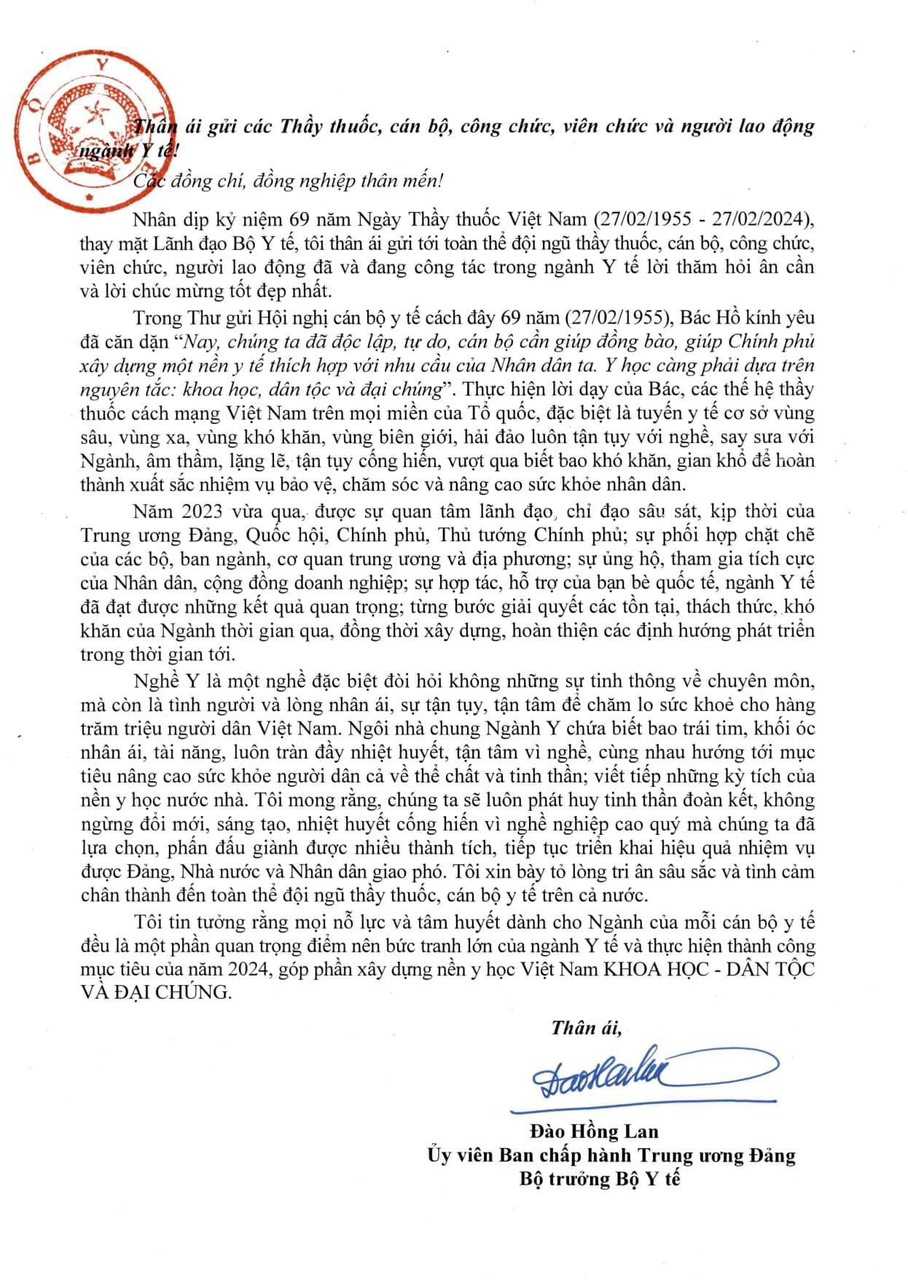 BỘ Y TẾ
Thân ái gửi các Thầy thuốc, cán bộ, công chức, viên chức và người lao động
ngành Y tế!
Các đồng chí, đồng nghiệp thân mến!
Nhân dịp kỷ niệm 69 năm Ngày Thầy thuốc Việt Nam (27/02/1955 - 27/02/2024),
thay mặt Lãnh đạo Bộ Y tế, tôi thân ái gửi tới toàn thể đội ngũ thầy thuốc, cán bộ, công chức,
viên chức, người lao động đã và đang công tác trong ngành Y tế lời thăm hỏi ân cần
và lời chúc mừng tốt đẹp nhất.
Trong Thư gửi Hội nghị cán bộ y tế cách đây 69 năm (27/02/1955), Bác Hồ kính yêu
đã căn dặn “Nay, chúng ta đã độc lập, tự do, cán bộ cần giúp đồng bào, giúp Chính phủ
xây dựng một nền y tế thích hợp với nhu cầu của Nhân dân ta. Y học càng phải dựa trên
nguyên tắc: khoa học, dân tộc và đại chúng”. Thực hiện lời dạy của Bác, các thế hệ thầy
thuốc cách mạng Việt Nam trên mọi miền của Tổ quốc, đặc biệt là tuyến y tế cơ sở vùng
sâu, vùng xa, vùng khó khăn, vùng biên giới, hải đảo luôn tận tụy với nghề, say sưa với
Ngành, âm thầm, lặng lẽ, tận tụy cống hiến, vượt qua biết bao khó khăn, gian khổ để hoàn
thành xuất sắc nhiệm vụ bảo vệ, chăm sóc và nâng cao sức khỏe nhân dân.
Năm 2023 vừa qua, được sự quan tâm lãnh đạo, chỉ đạo sâu sát, kịp thời của
Trung ương Đảng, Quốc hội, Chính phủ, Thủ tướng Chính phủ; sự phối hợp chặt chẽ
của các bộ, ban ngành, cơ quan trung ương và địa phương; sự ủng hộ, tham gia tích cực
của Nhân dân, cộng đồng doanh nghiệp; sự hợp tác, hỗ trợ của bạn bè quốc tế, ngành Y tế
đã đạt được những kết quả quan trọng; từng bước giải quyết các tồn tại, thách thức, khó
khăn của Ngành thời gian qua, đồng thời xây dựng, hoàn thiện các định hướng phát triển
trong thời gian tới.
Nghề Y là một nghề đặc biệt đòi hỏi không những sự tinh thông về chuyên môn,
mà còn là tình người và lòng nhân ái, sự tận tụy, tận tâm để chăm lo sức khoẻ cho hàng
trăm triệu người dân Việt Nam. Ngôi nhà chung Ngành Y chứa biết bao trái tim, khối óc
nhân ái, tài năng, luôn tràn đầy nhiệt huyết, tận tâm vì nghề, cùng nhau hướng tới mục
tiêu nâng cao sức khỏe người dân cả về thể chất và tinh thần; viết tiếp những kỳ tích của
nền y học nước nhà. Tôi mong rằng, chúng ta sẽ luôn phát huy tinh thần đoàn kết, không
ngừng đổi mới, sáng tạo, nhiệt huyết cống hiến vì nghề nghiệp cao quý mà chúng ta đã
lựa chọn, phấn đấu giành được nhiều thành tích, tiếp tục triển khai hiệu quả nhiệm vụ
được Đảng, Nhà nước và Nhân dân giao phó. Tôi xin bày tỏ lòng tri ân sâu sắc và tình cảm
chân thành đến toàn thể đội ngũ thầy thuốc, cán bộ y tế trên cả nước.
Tôi tin tưởng rằng mọi nỗ lực và tâm huyết dành cho Ngành của mỗi cán bộ y tế
đều là một phần quan trọng điểm nên bức tranh lớn của ngành Y tế và thực hiện thành công
mục tiêu của năm 2024, góp phần xây dựng nền y học Việt Nam KHOA HỌC - DÂN TỘC
VÀ ĐẠI CHÚNG.
Thân ái,
Đào Hồng Lan
Ủy viên Ban chấp hành Trung ương Đảng
Bộ trưởng Bộ Y tế